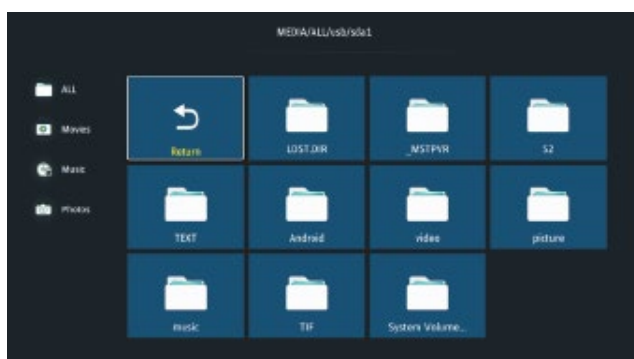 MEDIA/ALL/usb/sda1
ALL
Movies
Music
Photos
Return
LOST.DIR
_MSTPVR
S2
TEXT
Android
video
picture
music
TIF
System Volume...